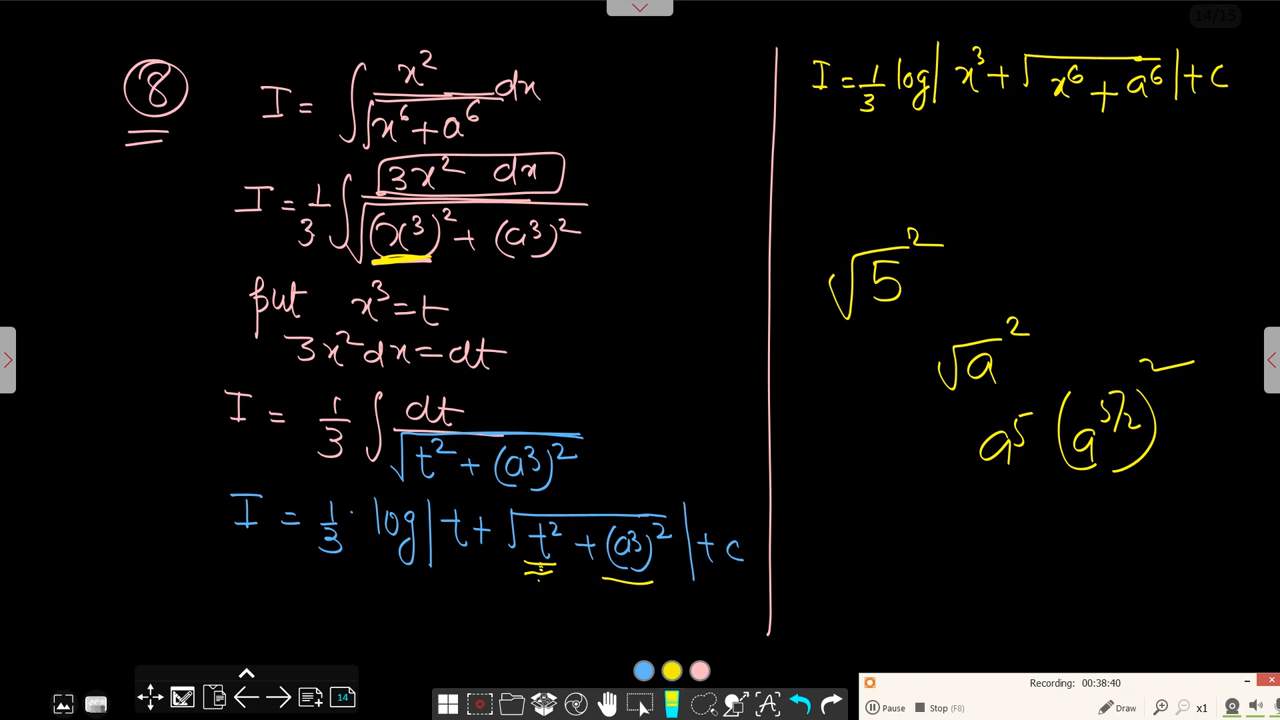 14/15
8
I = ∫ x² / √(x⁶ + a⁶) dx
I = 1/3 ∫ 3x² dx / √((x³)² + (a³)²)
put x³ = t
3x² dx = dt
I = 1/3 ∫ dt / √(t² + (a³)²)
I = 1/3 · log| t + √(t² + (a³)²) | + c
I = 1/3 log| x³ + √(x⁶ + a⁶) | + c
√5²
√a²
a⁵ (a^(5/2))²
14
Recording: 00:38:40
Pause Stop (F8) Draw x1